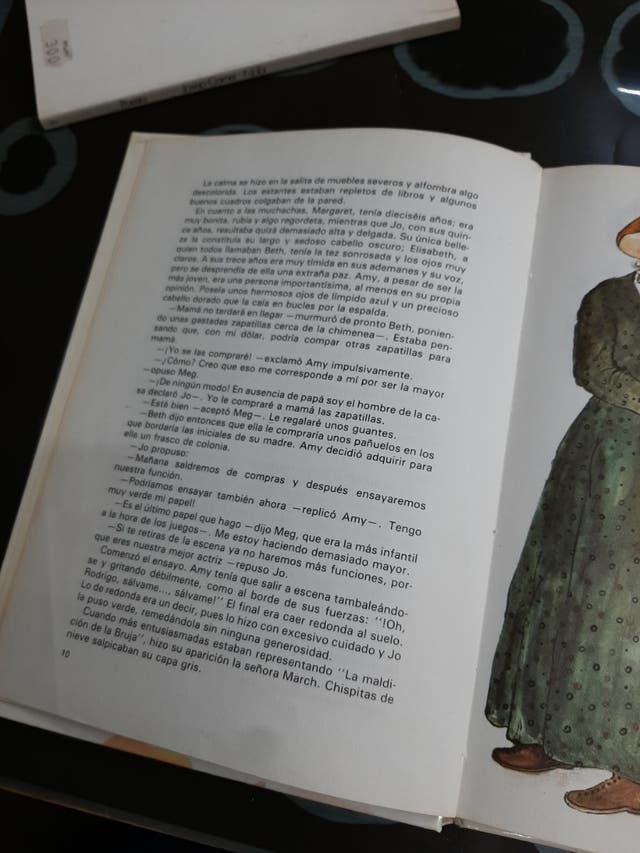 300
La calma se hizo en la salita de muebles severos y alfombra algo
descolorida. Los estantes estaban repletos de libros y algunos
buenos cuadros colgaban de la pared.
En cuanto a las muchachas, Margaret, tenía dieciséis años; era
muy bonita, rubia y algo regordeta, mientras que Jo, con sus quin-
ce años, resultaba quizá demasiado alta y delgada. Su única belle-
za la constituía su largo y sedoso cabello oscuro; Elisabeth, a
quien todos llamaban Beth, tenía la tez sonrosada y los ojos muy
claros. A sus trece años era muy tímida en sus ademanes y su voz,
pero se desprendía de ella una extraña paz. Amy, a pesar de ser la
más joven, era una persona importantísima, al menos en su propia
opinión. Poseía unos hermosos ojos de límpido azul y un precioso
cabello dorado que la caía en bucles por la espalda.
—Mamá no tardará en llegar —murmuró de pronto Beth, ponien-
do unas gastadas zapatillas cerca de la chimenea—. Estaba pen-
sando que, con mi dólar, podría comprar otras zapatillas para
mamá.
—¡Yo se las compraré! —exclamó Amy impulsivamente.
—¿Cómo? Creo que eso me corresponde a mí por ser la mayor
—opuso Meg.
—¡De ningún modo! En ausencia de papá soy el hombre de la ca-
sa declaró Jo—. Yo le compraré a mamá las zapatillas.
—Está bien —aceptó Meg—. Le regalaré unos guantes.
—Beth dijo entonces que ella le compraría unos pañuelos en los
que bordaría las iniciales de su madre. Amy decidió adquirir para
ella un frasco de colonia.
—Jo propuso:
—Mañana saldremos de compras y después ensayaremos
nuestra función.
—Podríamos ensayar también ahora —replicó Amy—. Tengo
muy verde mi papel!
—Es el último papel que hago —dijo Meg, que era la más infantil
a la hora de los juegos—. Me estoy haciendo demasiado mayor.
—Si te retiras de la escena ya no haremos más funciones, por-
que eres nuestra mejor actriz —repuso Jo.
Comenzó el ensayo. Amy tenía que salir a escena tambaleándo-
se y gritando débilmente, como al borde de sus fuerzas: "!Oh,
Rodrigo, sálvame..., sálvame!" El final era caer redonda al suelo.
Lo de redonda era un decir, pues lo hizo con excesivo cuidado y Jo
la puso verde, remedándola sin ninguna generosidad.
Cuando más entusiasmadas estaban representando "La maldi-
ción de la Bruja", hizo su aparición la señora March. Chispitas de
nieve salpicaban su capa gris.
10